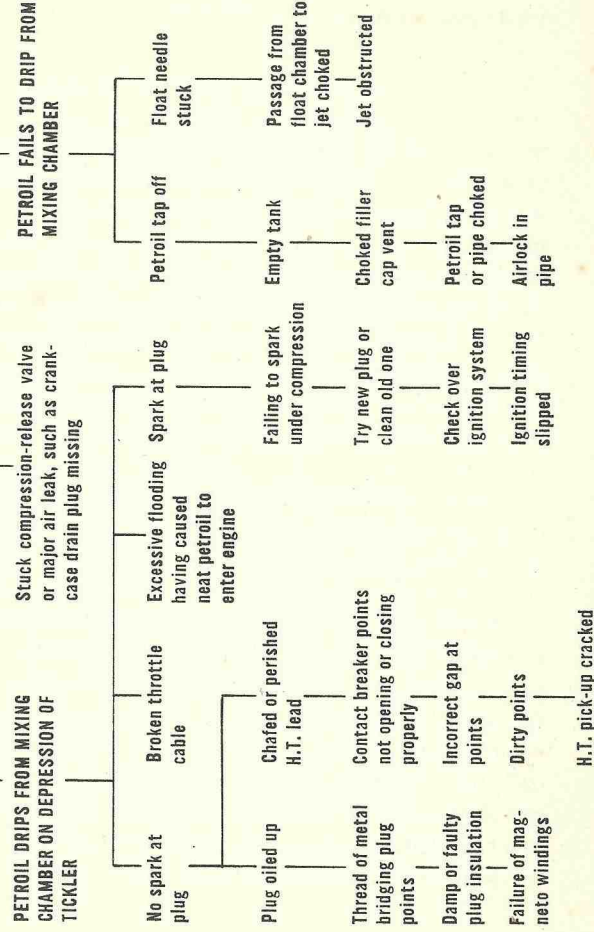 PETROIL DRIPS FROM MIXING
CHAMBER ON DEPRESSION OF
TICKLER
Stuck compression-release valve
or major air leak, such as crank-
case drain plug missing
PETROIL FAILS TO DRIP FROM
MIXING CHAMBER
No spark at
plug
Broken throttle
cable
Excessive flooding
having caused
neat petroil to
enter engine
Spark at plug
Petroil tap off
Float needle
stuck
Plug oiled up
Thread of metal
bridging plug
points
Damp or faulty
plug insulation
Failure of mag-
neto windings
Chafed or perished
H.T. lead
Contact breaker points
not opening or closing
properly
Incorrect gap at
points
Dirty points
H.T. pick-up cracked
Failing to spark
under compression
Try new plug or
clean old one
Check over
ignition system
Ignition timing
slipped
Empty tank
Choked filler
cap vent
Petroil tap
or pipe choked
Airlock in
pipe
Passage from
float chamber to
jet choked
Jet obstructed